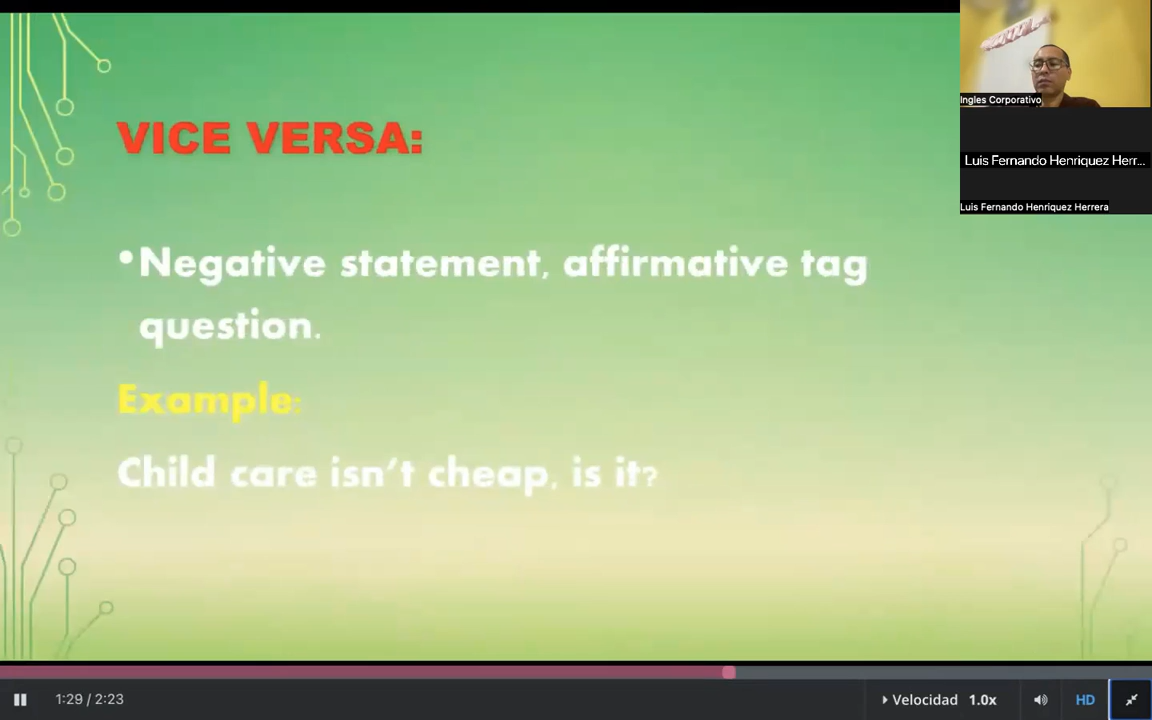 Ingles Corporativo
Luis Fernando Henriquez Herr...
Luis Fernando Henriquez Herrera
VICE VERSA:
•Negative statement, affirmative tag
question.
Example:
Child care isn't cheap, is it?
1:29 / 2:23
Velocidad 1.0x
HD